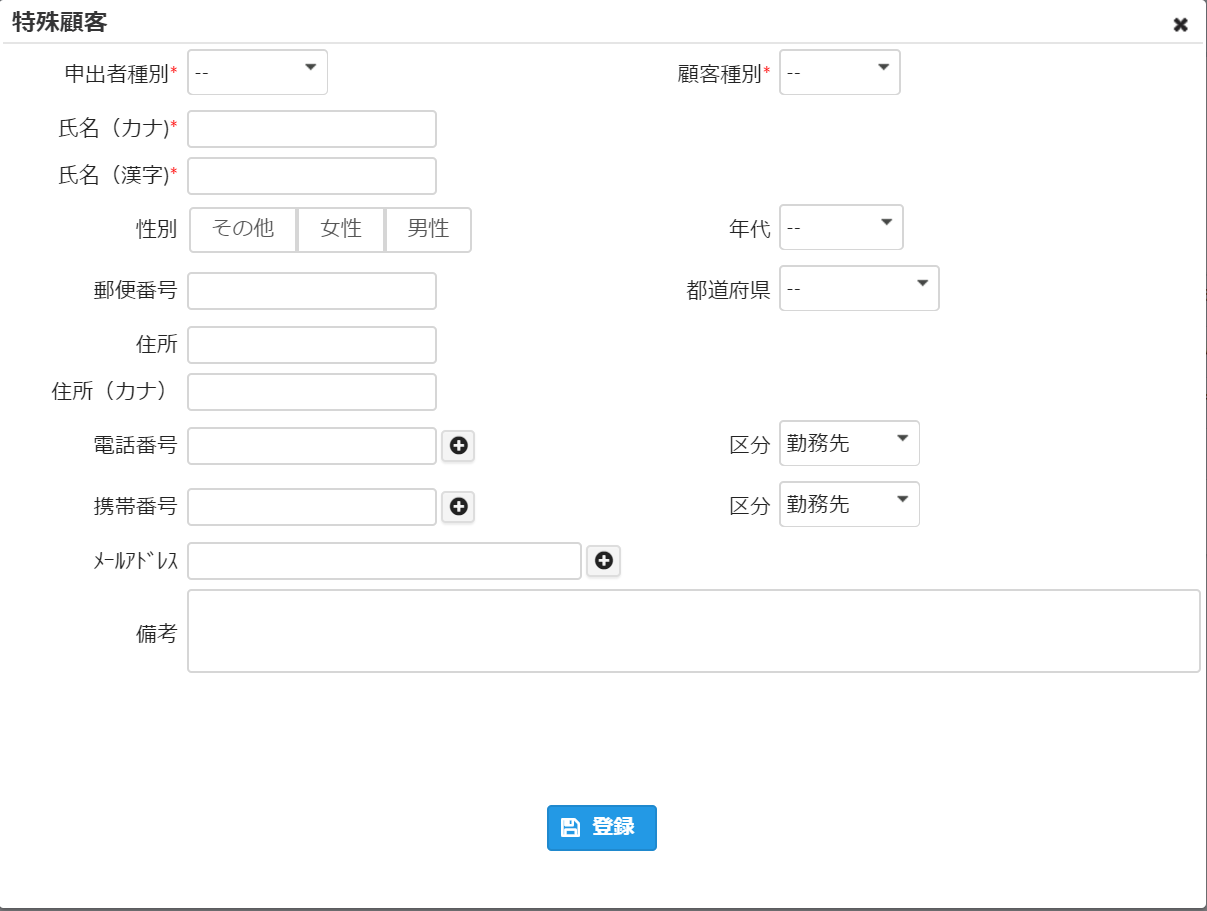 特殊顧客
申出者種別* -- 顧客種別* --
氏名（カナ)*
氏名（漢字)*
性別 その他 女性 男性 年代 --
郵便番号 都道府県 --
住所
住所（カナ）
電話番号 区分 勤務先
携帯番号 区分 勤務先
ﾒｰﾙｱﾄﾞﾚｽ
備考
登録